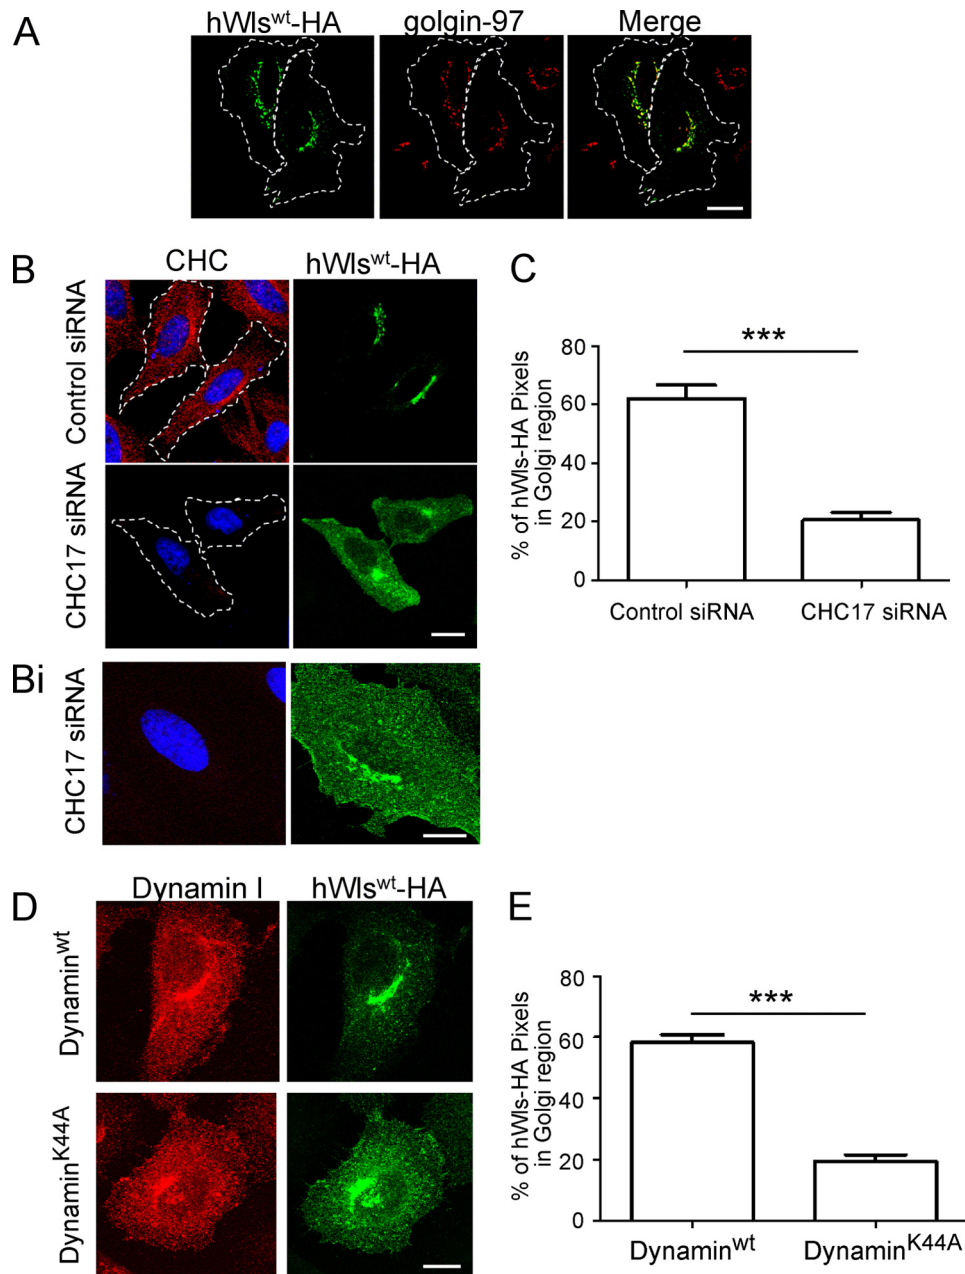 A
hWlsʷᵗ-HA
golgin-97
Merge
B
CHC
hWlsʷᵗ-HA
Control siRNA
CHC17 siRNA
C
***
% of hWls-HA Pixels
in Golgi region
80
60
40
20
0
Control siRNA
CHC17 siRNA
Bi
CHC17 siRNA
D
Dynamin I
hWlsʷᵗ-HA
Dynaminʷᵗ
Dynaminᴷ⁴⁴ᴬ
E
***
% of hWls-HA Pixels
in Golgi region
80
60
40
20
0
Dynaminʷᵗ
Dynaminᴷ⁴⁴ᴬ